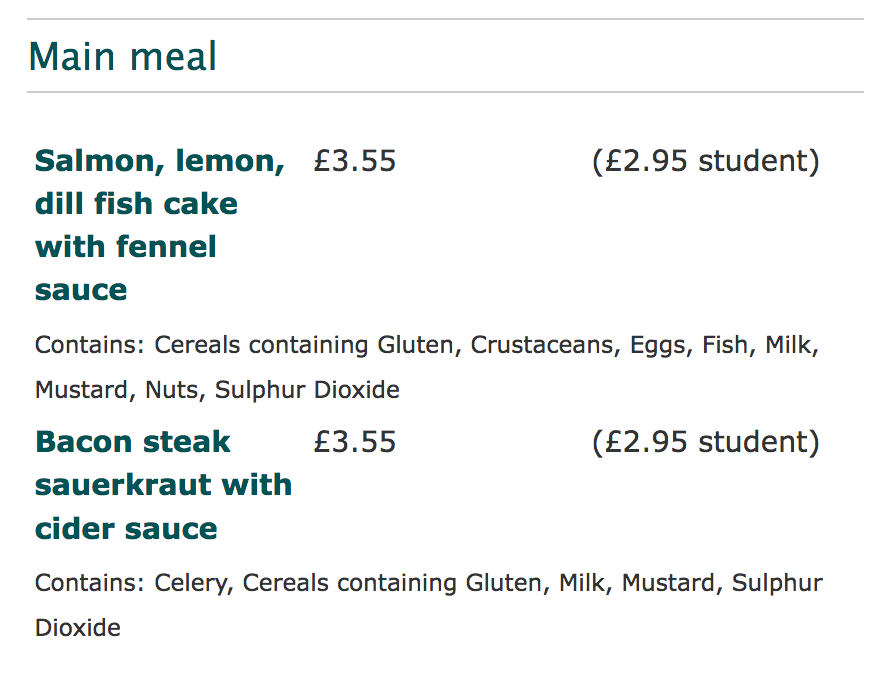 Main meal
Salmon, lemon, £3.55 (£2.95 student)
dill fish cake
with fennel
sauce
Contains: Cereals containing Gluten, Crustaceans, Eggs, Fish, Milk,
Mustard, Nuts, Sulphur Dioxide
Bacon steak £3.55 (£2.95 student)
sauerkraut with
cider sauce
Contains: Celery, Cereals containing Gluten, Milk, Mustard, Sulphur
Dioxide